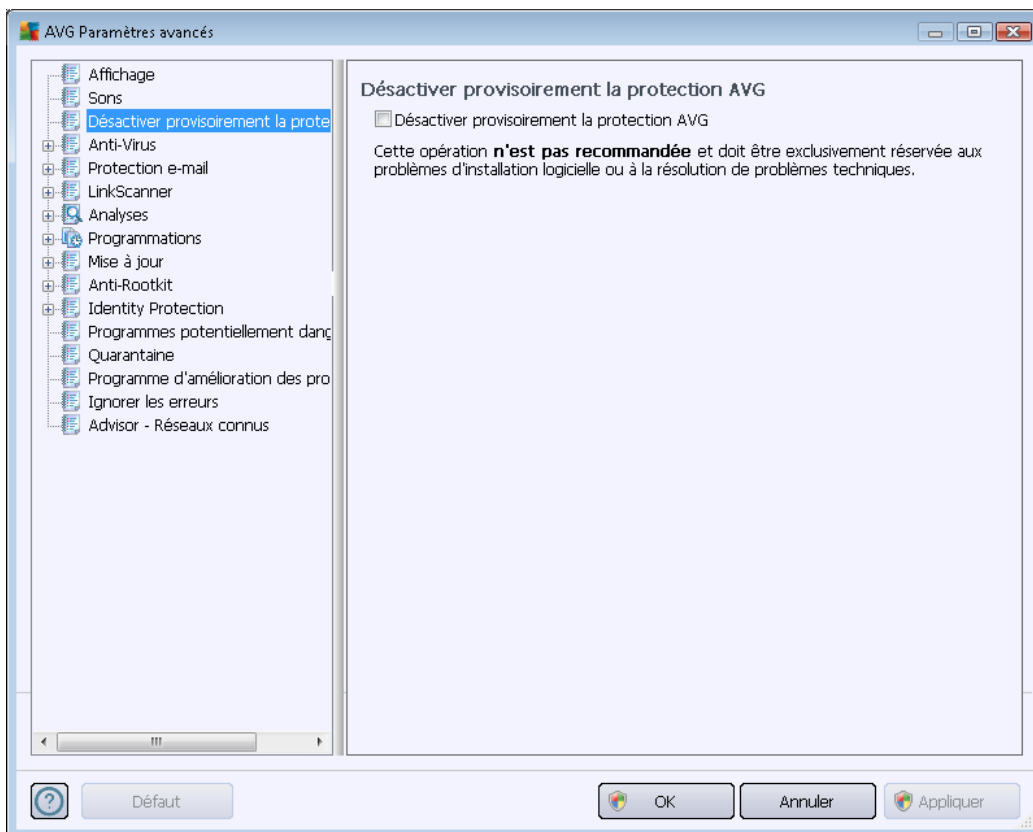 AVG Paramètres avancés
Affichage
Sons
Désactiver provisoirement la prote
Anti-Virus
Protection e-mail
LinkScanner
Analyses
Programmations
Mise à jour
Anti-Rootkit
Identity Protection
Programmes potentiellement dang
Quarantaine
Programme d'amélioration des pro
Ignorer les erreurs
Advisor - Réseaux connus
Désactiver provisoirement la protection AVG
Désactiver provisoirement la protection AVG
Cette opération n'est pas recommandée et doit être exclusivement réservée aux
problèmes d'installation logicielle ou à la résolution de problèmes techniques.
Défaut
OK
Annuler
Appliquer